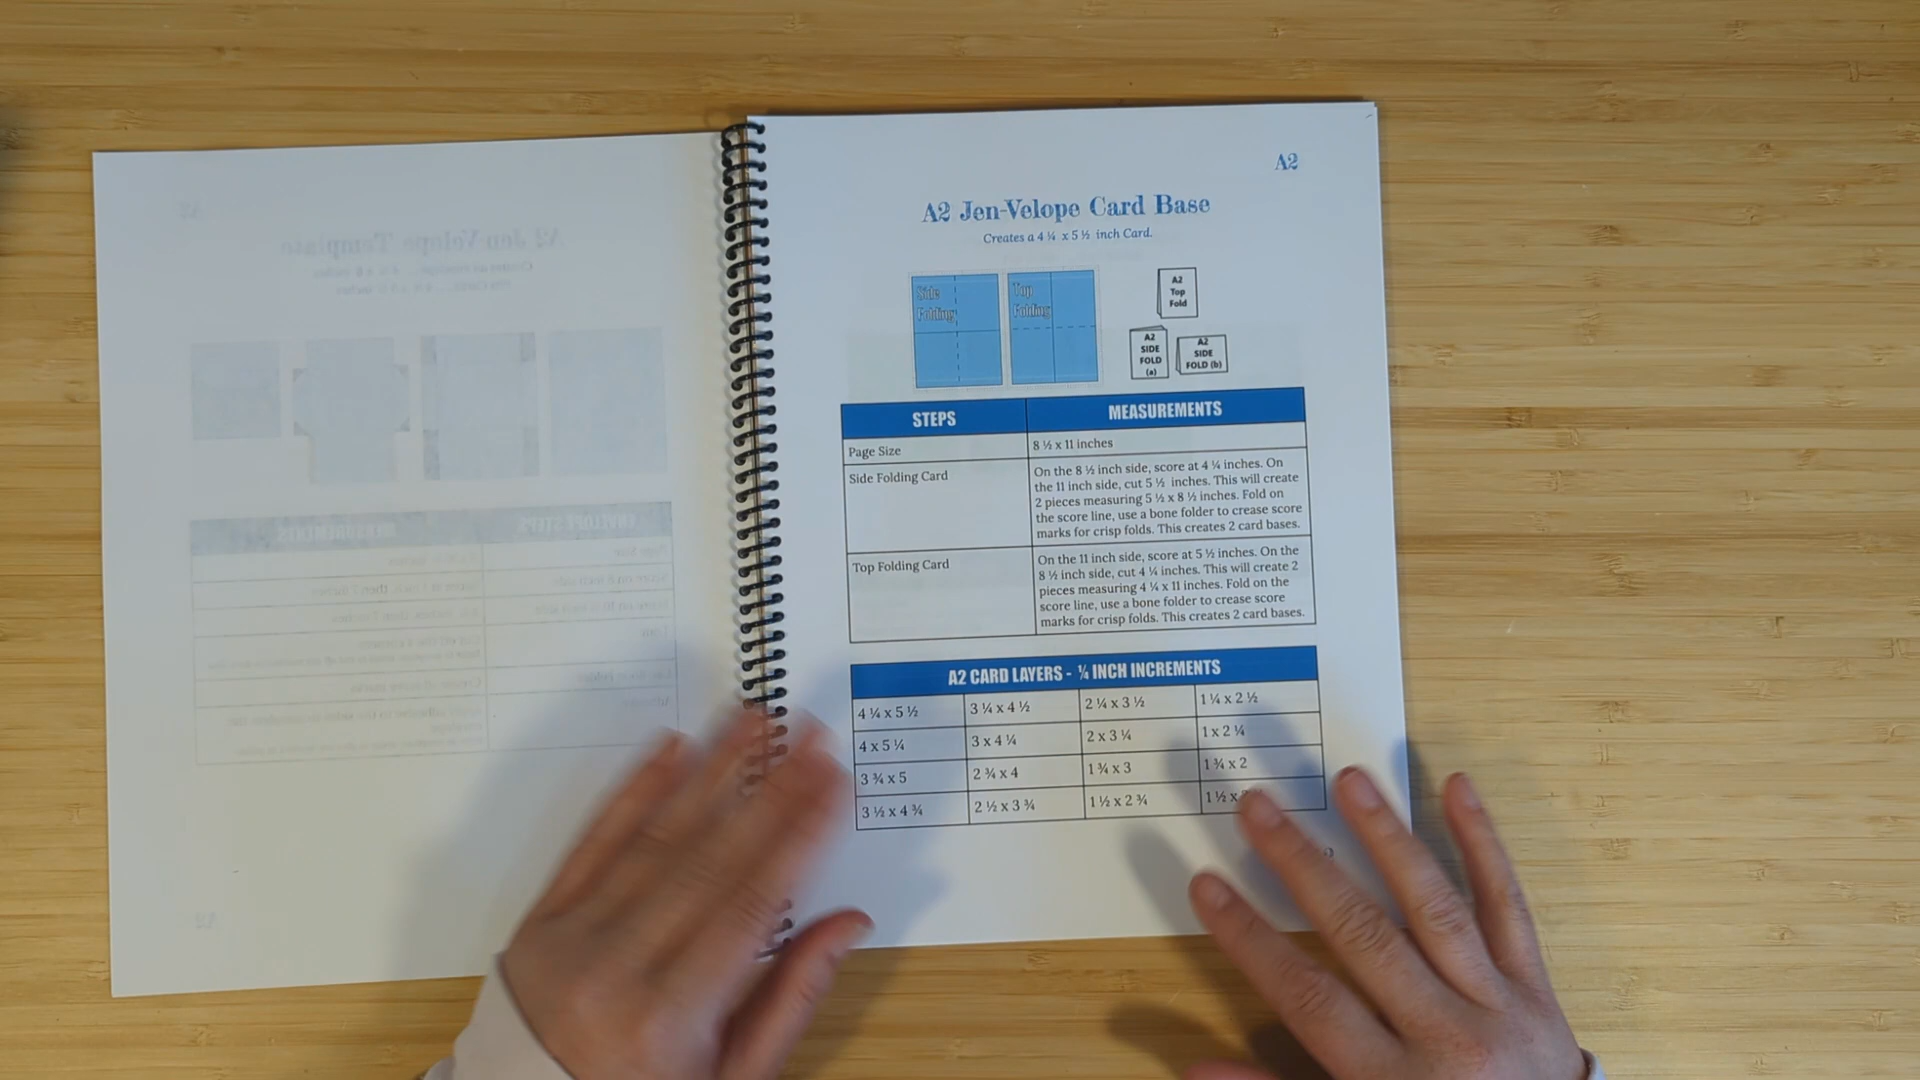 A2
A2 Jen-Velope Card Base
Creates a 4 ¼ x 5 ½ inch Card.
Side
Folding
Top
Folding
A2
Top
Fold
A2
SIDE
FOLD
(a)
A2
SIDE
FOLD (b)
STEPS
MEASUREMENTS
Page Size
8 ½ x 11 inches
Side Folding Card
On the 8 ½ inch side, score at 4 ¼ inches. On
the 11 inch side, cut 5 ½ inches. This will create
2 pieces measuring 5 ½ x 8 ½ inches. Fold on
the score line, use a bone folder to crease score
marks for crisp folds. This creates 2 card bases.
Top Folding Card
On the 11 inch side, score at 5 ½ inches. On the
8 ½ inch side, cut 4 ¼ inches. This will create 2
pieces measuring 4 ¼ x 11 inches. Fold on the
score line, use a bone folder to crease score
marks for crisp folds. This creates 2 card bases.
A2 CARD LAYERS - ¼ INCH INCREMENTS
4 ¼ x 5 ½
3 ¼ x 4 ½
2 ¼ x 3 ½
1 ¼ x 2 ½
4 x 5 ¼
3 x 4 ¼
2 x 3 ¼
1 x 2 ¼
3 ¾ x 5
2 ¾ x 4
1 ¾ x 3
1 ¾ x 2
3 ½ x 4 ¾
2 ½ x 3 ¾
1 ½ x 2 ¾
1 ½ x
A2 Jen-Velope Template